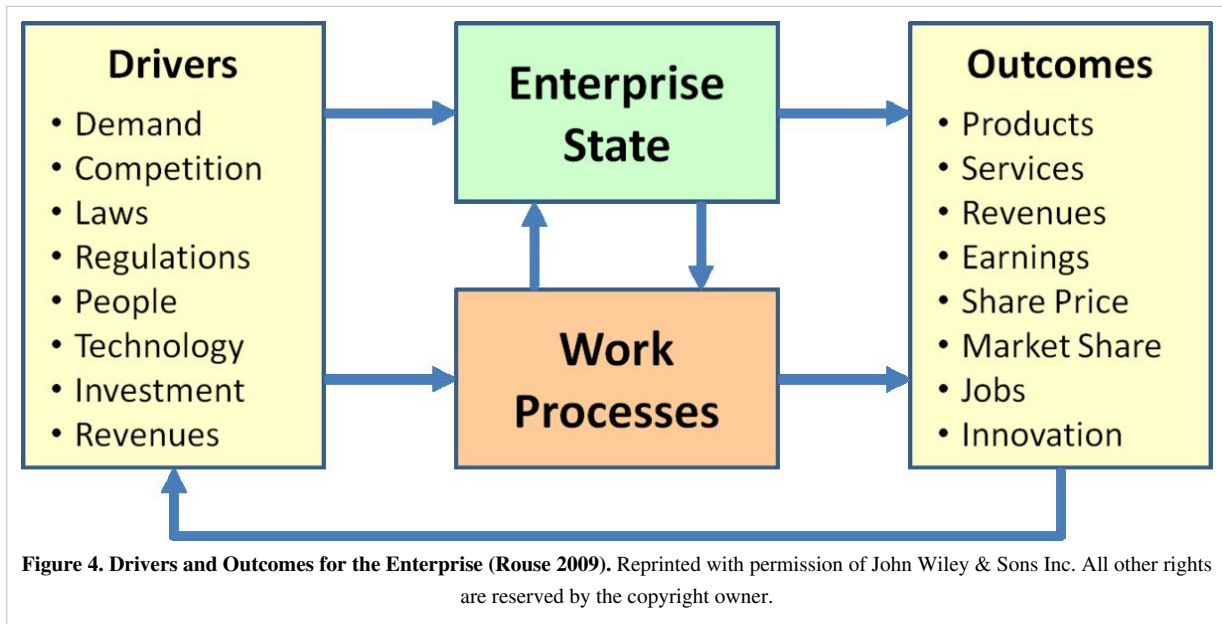 Drivers
• Demand
• Competition
• Laws
• Regulations
• People
• Technology
• Investment
• Revenues
Enterprise
State
Work
Processes
Outcomes
• Products
• Services
• Revenues
• Earnings
• Share Price
• Market Share
• Jobs
• Innovation
Figure 4. Drivers and Outcomes for the Enterprise (Rouse 2009). Reprinted with permission of John Wiley & Sons Inc. All other rights
are reserved by the copyright owner.